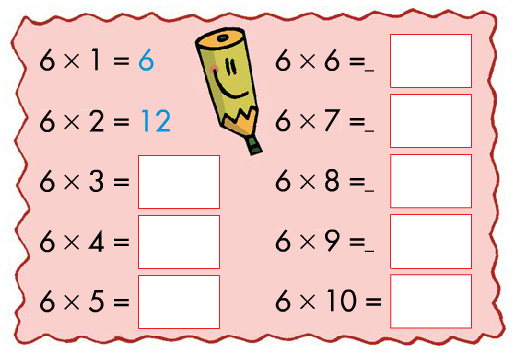 6 × 1 = 6
6 × 2 = 12
6 × 3 =
6 × 4 =
6 × 5 =
6 × 6 =_
6 × 7 =_
6 × 8 =_
6 × 9 =_
6 × 10 =